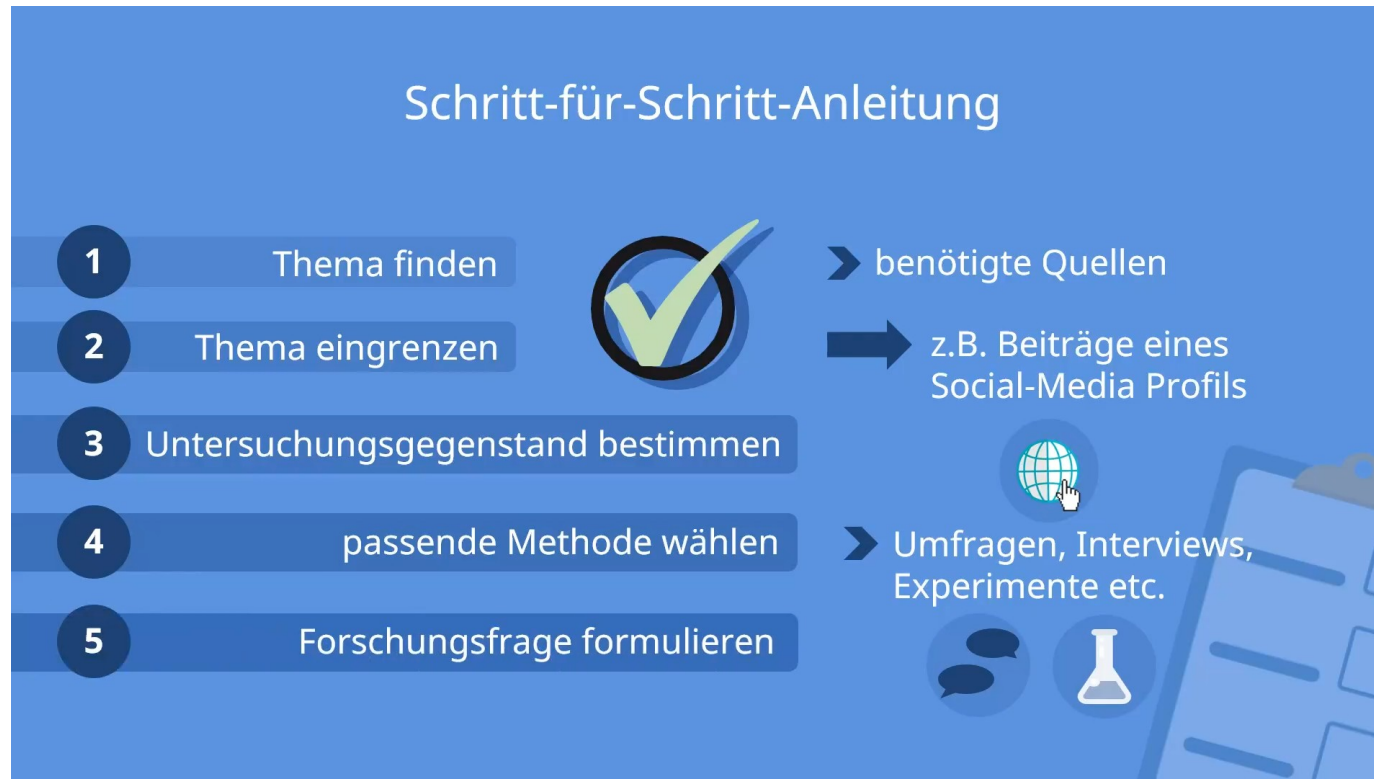 Schritt-für-Schritt-Anleitung
1 Thema finden
2 Thema eingrenzen
3 Untersuchungsgegenstand bestimmen
4 passende Methode wählen
5 Forschungsfrage formulieren
benötigte Quellen
z.B. Beiträge eines
Social-Media Profils
Umfragen, Interviews,
Experimente etc.